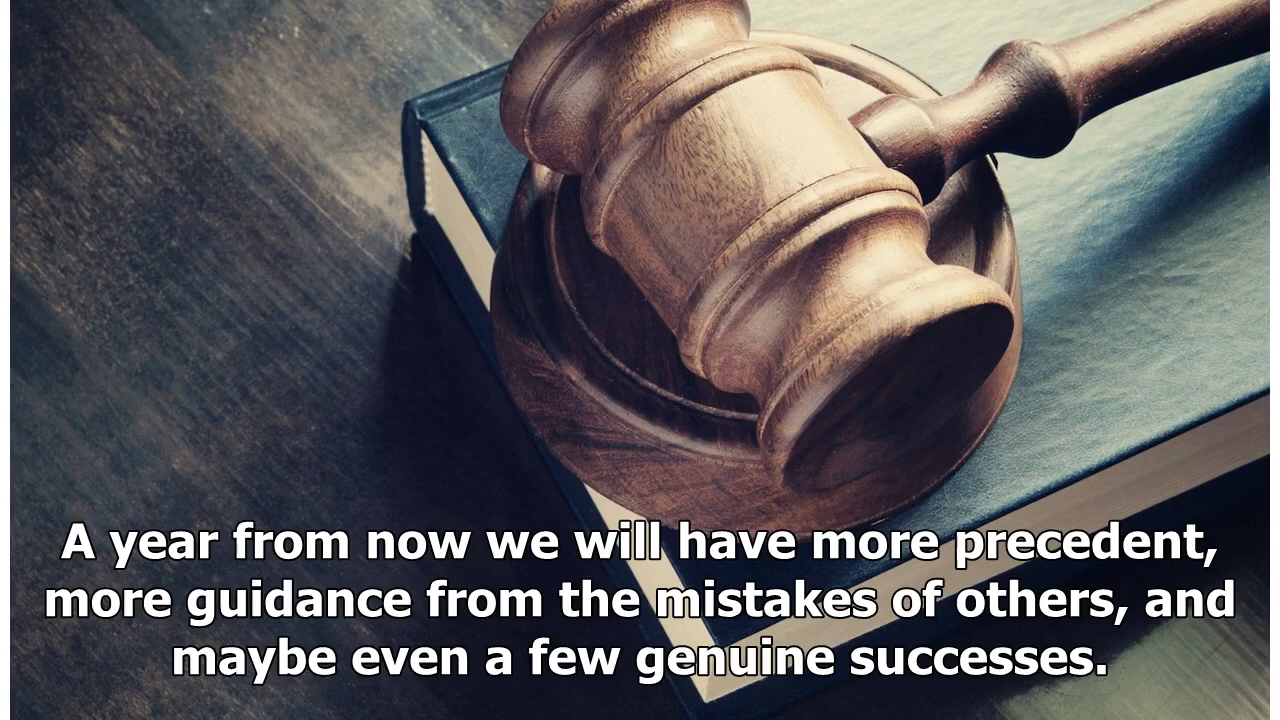 A year from now we will have more precedent,
more guidance from the mistakes of others, and
maybe even a few genuine successes.